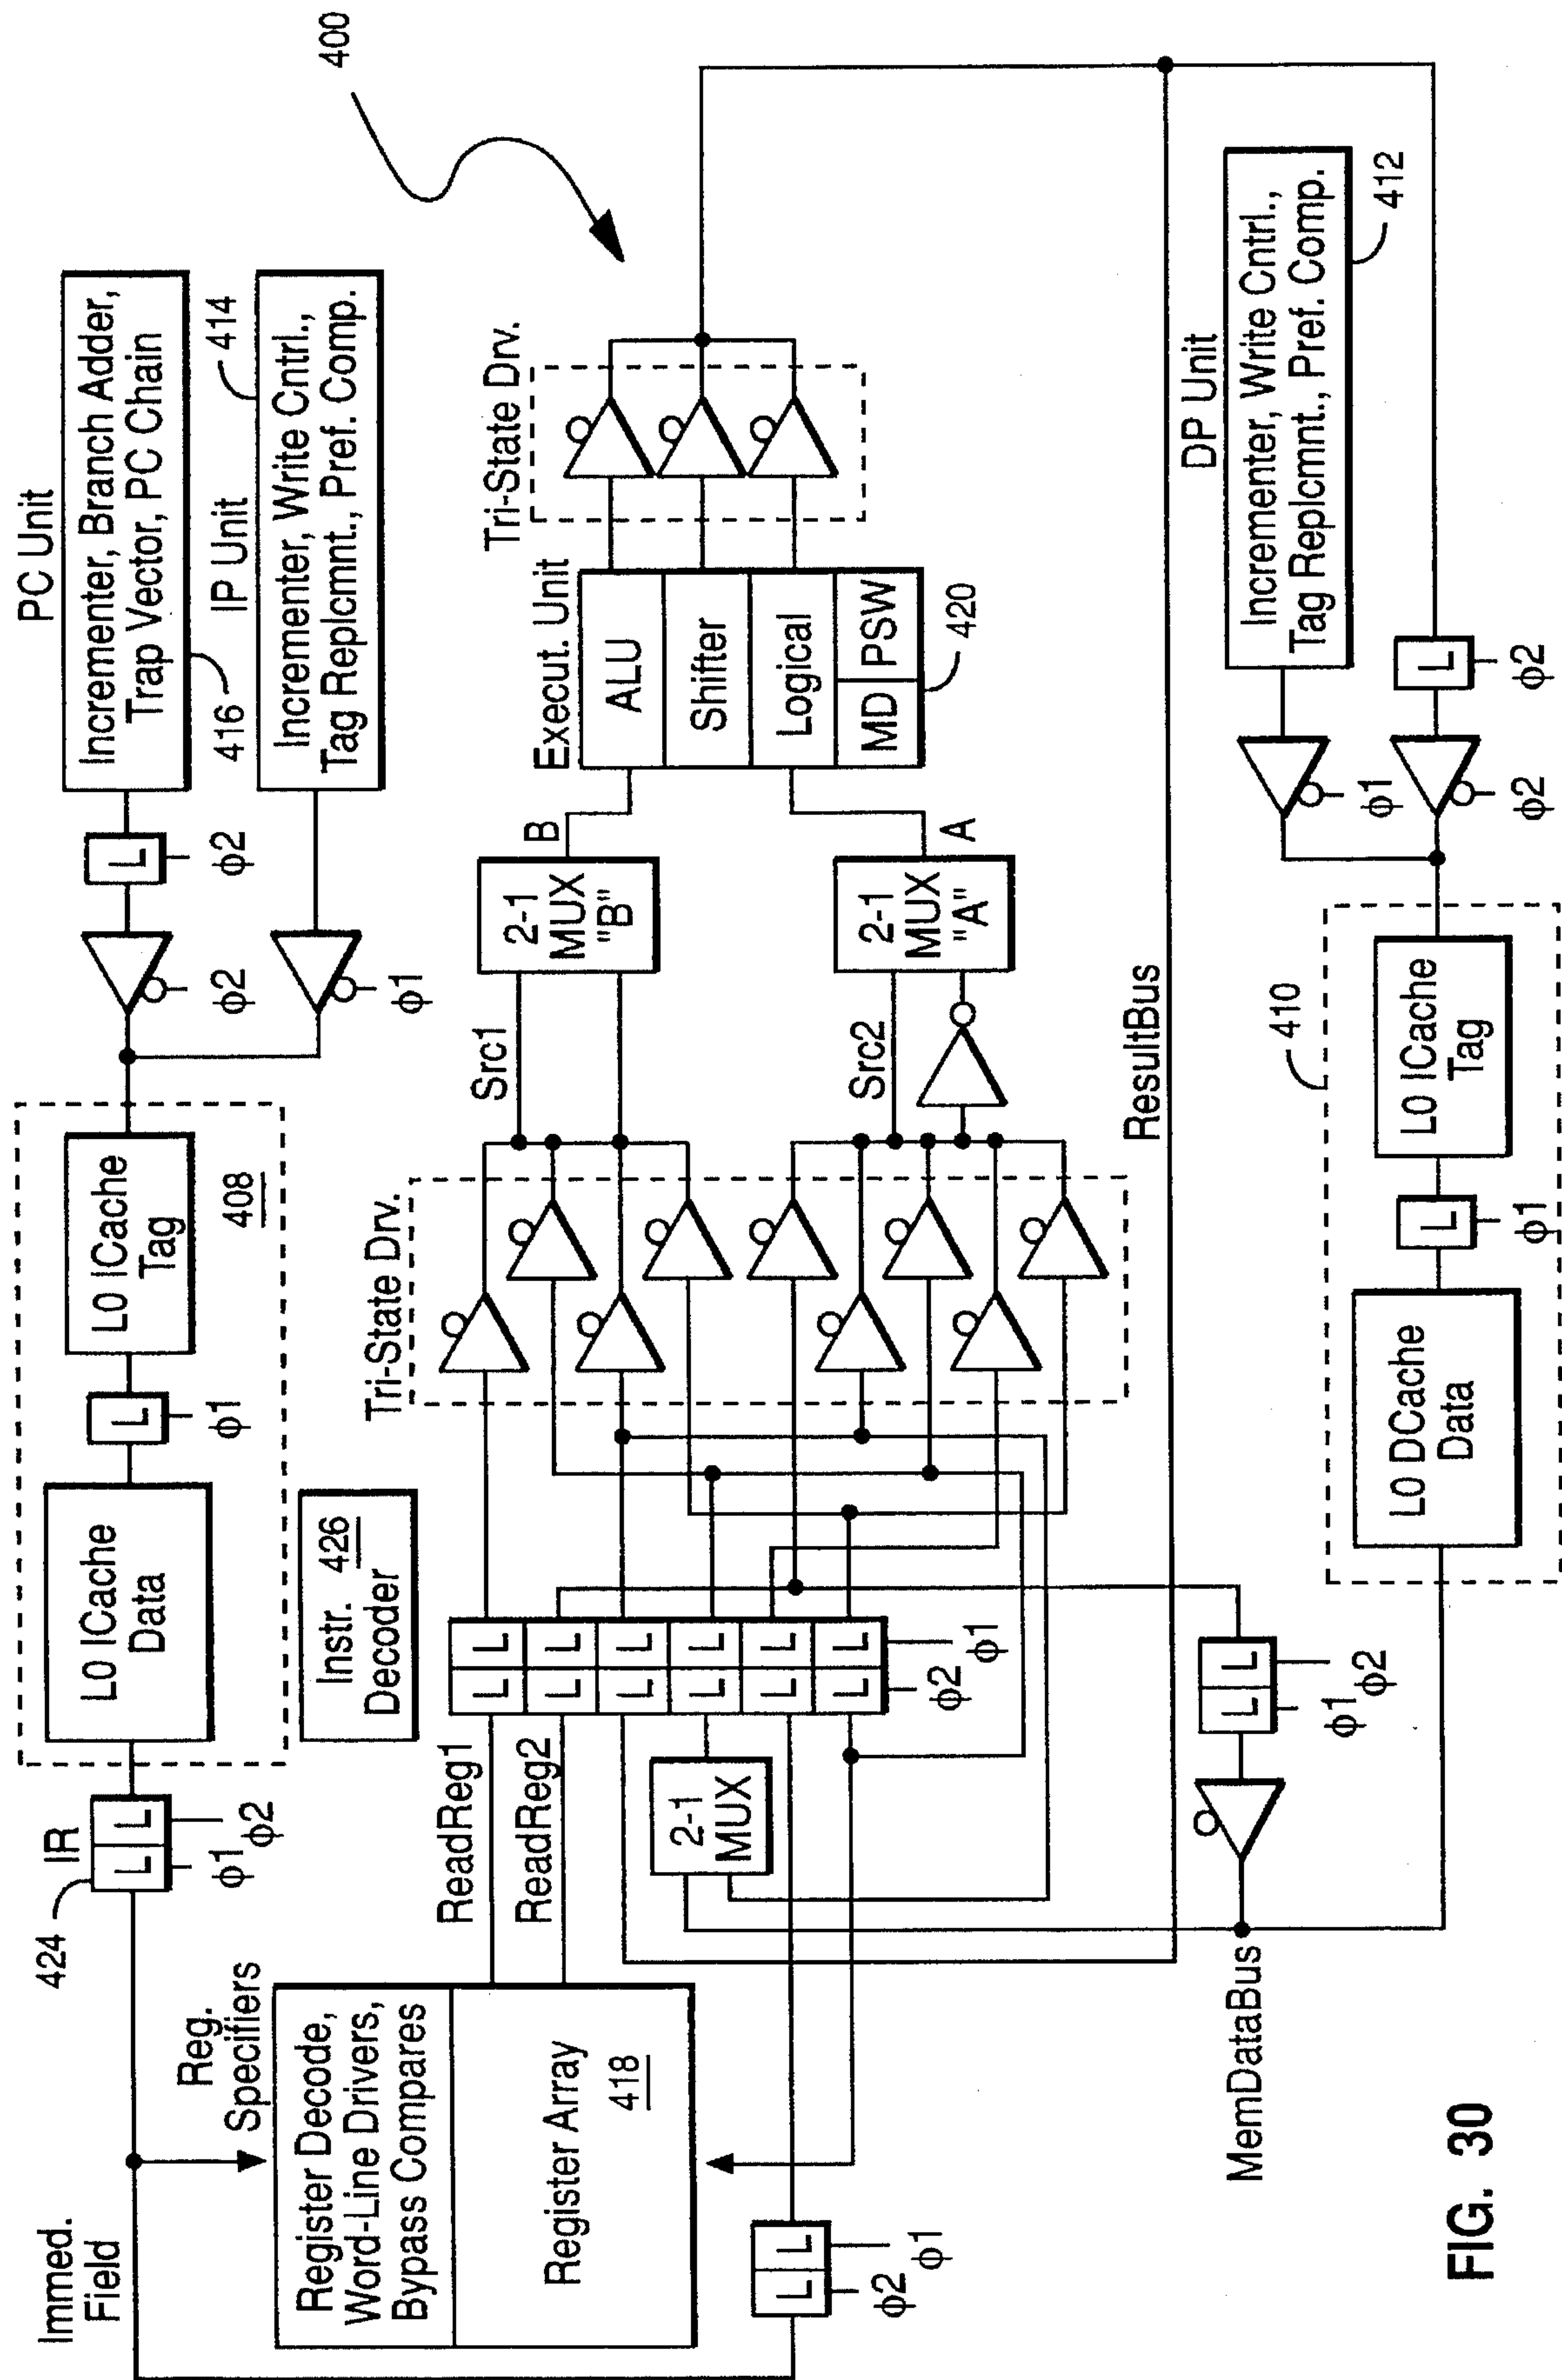 Immed.
Field
Reg.
Specifiers
424
IR
L L
φ1 φ2
L0 ICache
Data
L
φ1
L0 ICache
Tag
408
φ2
L
φ2
φ1
PC Unit
Incrementer, Branch Adder,
Trap Vector, PC Chain
416
IP Unit
414
Incrementer, Write Cntrl.,
Tag Replcmnt., Pref. Comp.
400
Register Decode,
Word-Line Drivers,
Bypass Compares
Register Array
418
ReadReg1
ReadReg2
Instr. 426
Decoder
L L
L L
L L
L L
L L
L L
φ2 φ1
2-1
MUX
L L
φ2 φ1
Tri-State Drv.
Src1
2-1
MUX
"B"
B
Src2
2-1
MUX
"A"
A
Execut. Unit
ALU
Shifter
Logical
MD PSW
420
Tri-State Drv.
ResultBus
MemDataBus
L L
φ1 φ2
410
L0 DCache
Data
L
φ1
L0 ICache
Tag
φ1
φ2
L
φ2
DP Unit
Incrementer, Write Cntrl.,
Tag Replcmnt., Pref. Comp.
412
FIG. 30